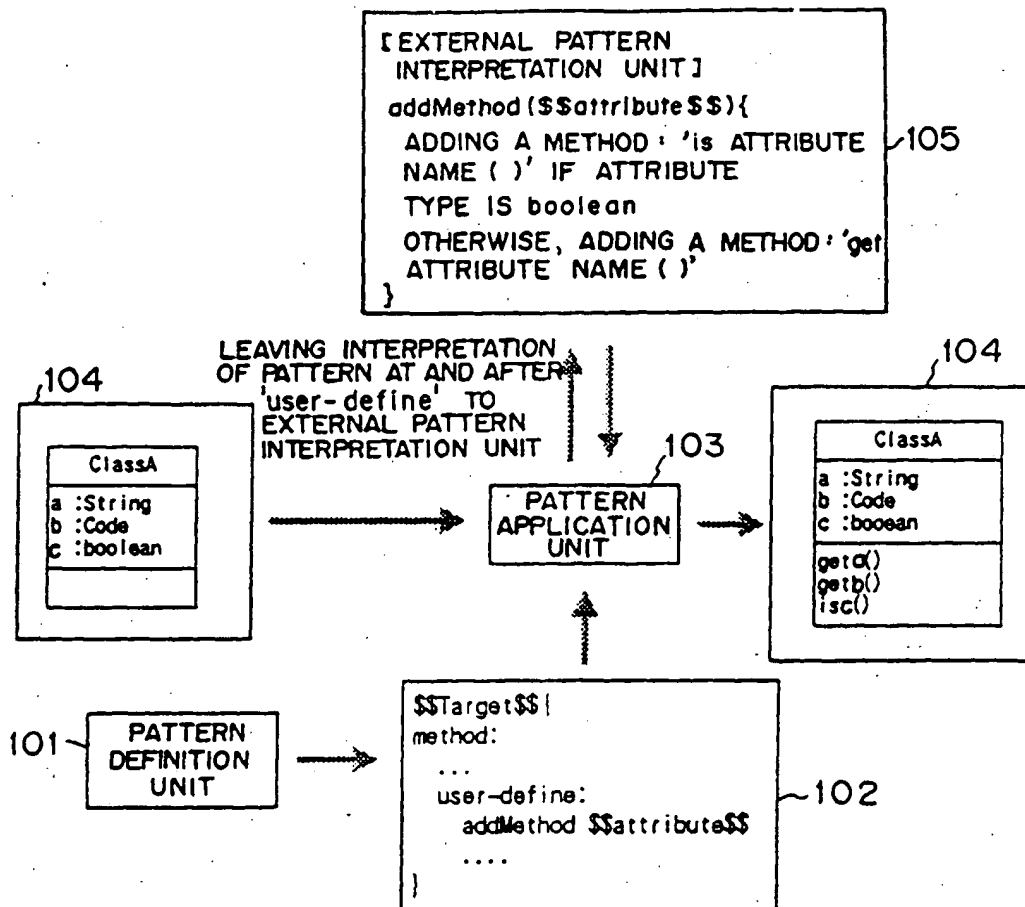 [EXTERNAL PATTERN
INTERPRETATION UNIT]
addMethod($$attribute$$){
ADDING A METHOD: 'is ATTRIBUTE
NAME ( )' IF ATTRIBUTE
TYPE IS boolean
OTHERWISE, ADDING A METHOD: 'get
ATTRIBUTE NAME ( )'
}
105
LEAVING INTERPRETATION
OF PATTERN AT AND AFTER
'user-define' TO
EXTERNAL PATTERN
INTERPRETATION UNIT
104
ClassA
a :String
b :Code
c :boolean
103
PATTERN
APPLICATION
UNIT
104
ClassA
a :String
b :Code
c :booean
geta()
getb()
isc()
101
PATTERN
DEFINITION
UNIT
$$Target$${
method:
...
user-define:
addMethod $$attribute$$
....
}
102